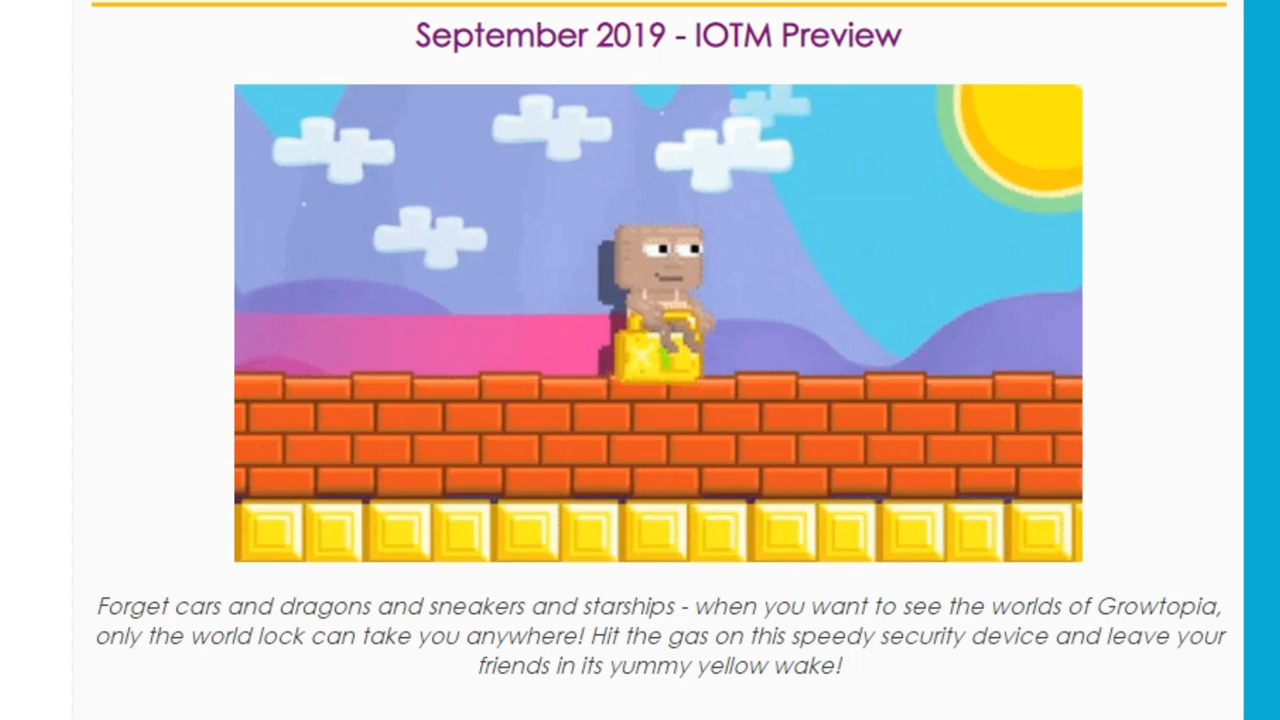 September 2019 - IOTM Preview
Forget cars and dragons and sneakers and starships - when you want to see the worlds of Growtopia,
only the world lock can take you anywhere! Hit the gas on this speedy security device and leave your
friends in its yummy yellow wake!